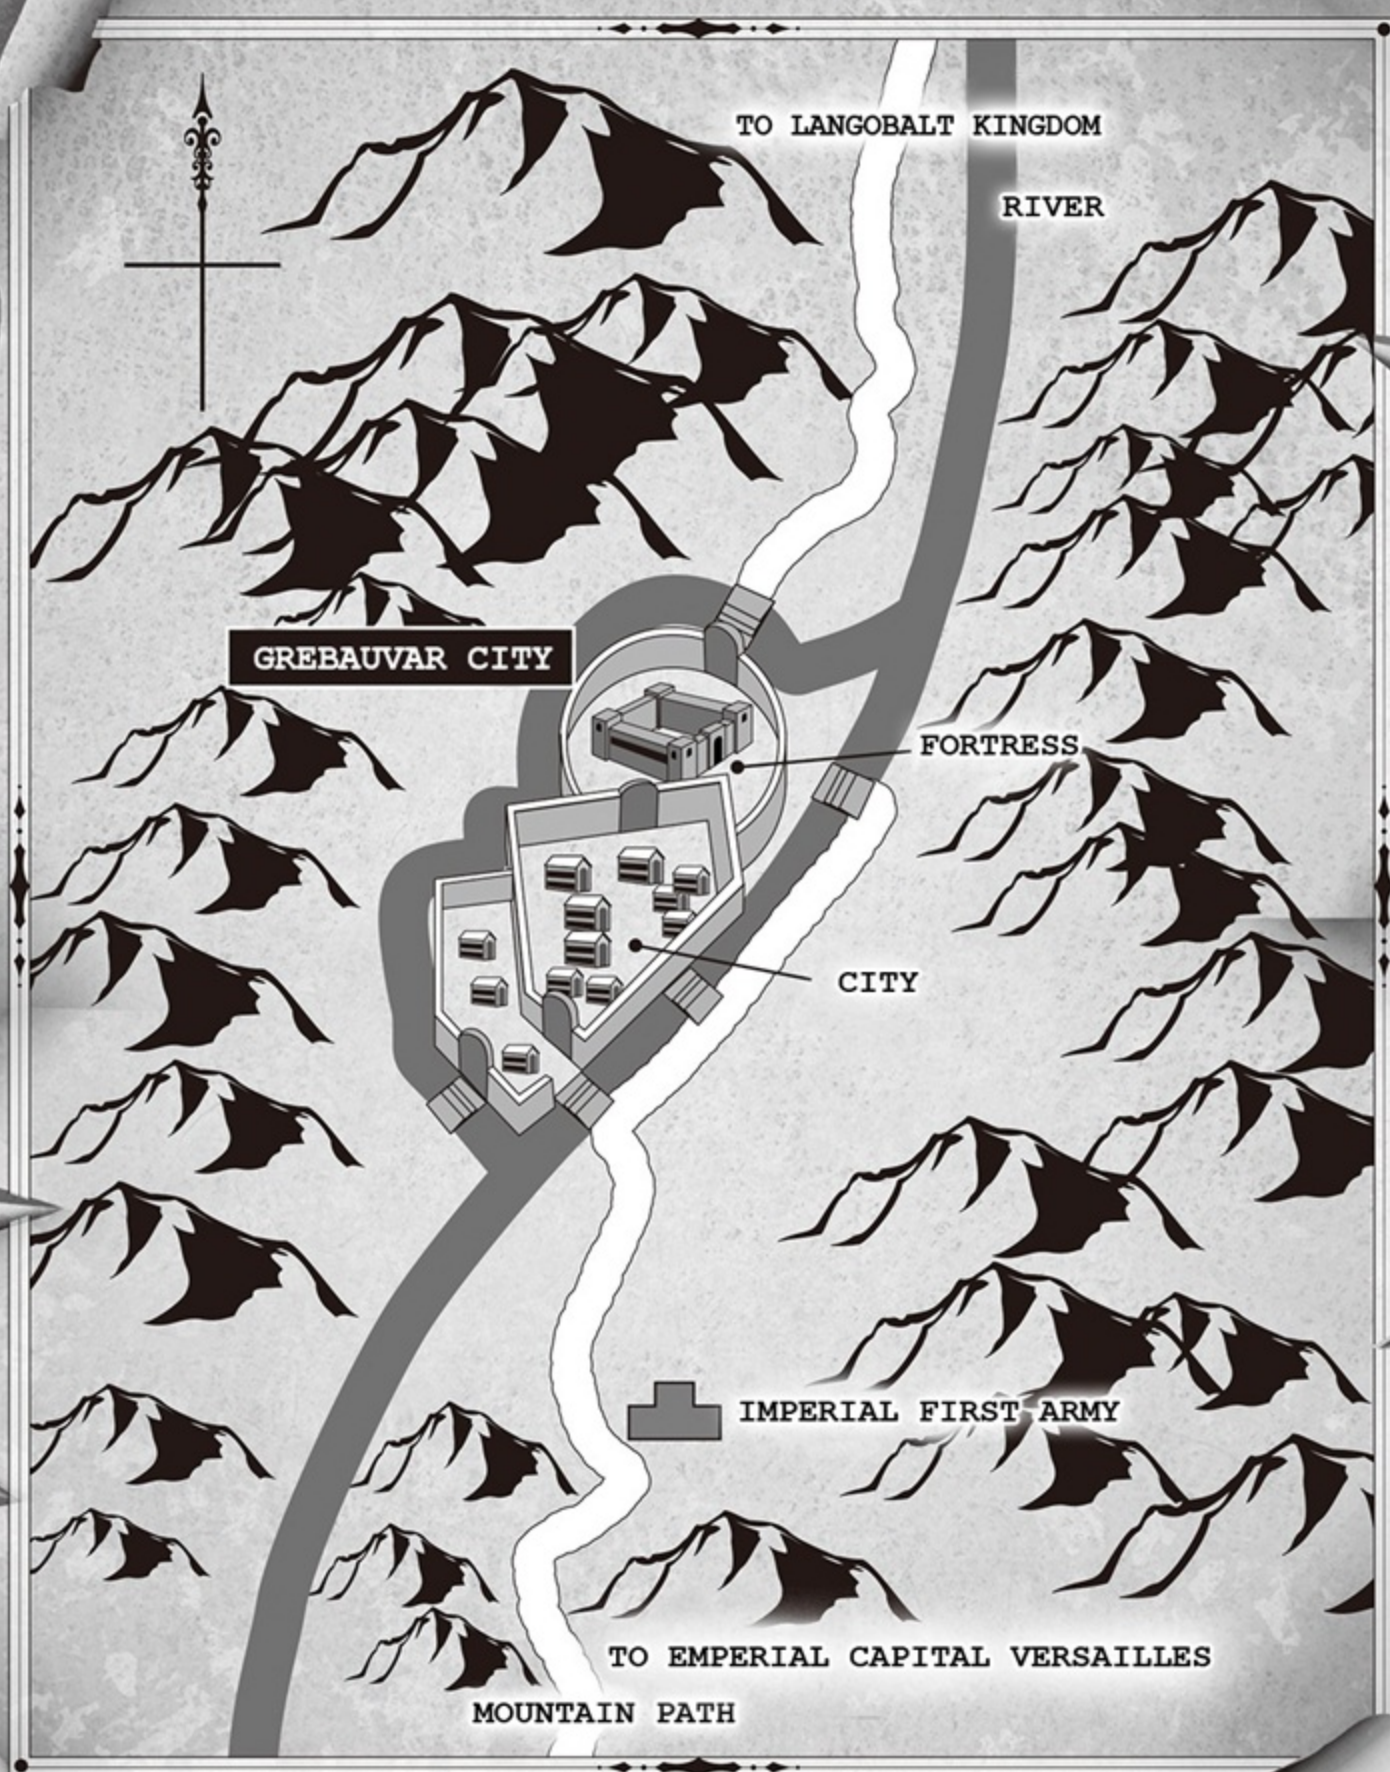 TO LANGOBALT KINGDOM
RIVER
GREBAUVAR CITY
FORTRESS
CITY
IMPERIAL FIRST ARMY
TO EMPERIAL CAPITAL VERSAILLES
MOUNTAIN PATH